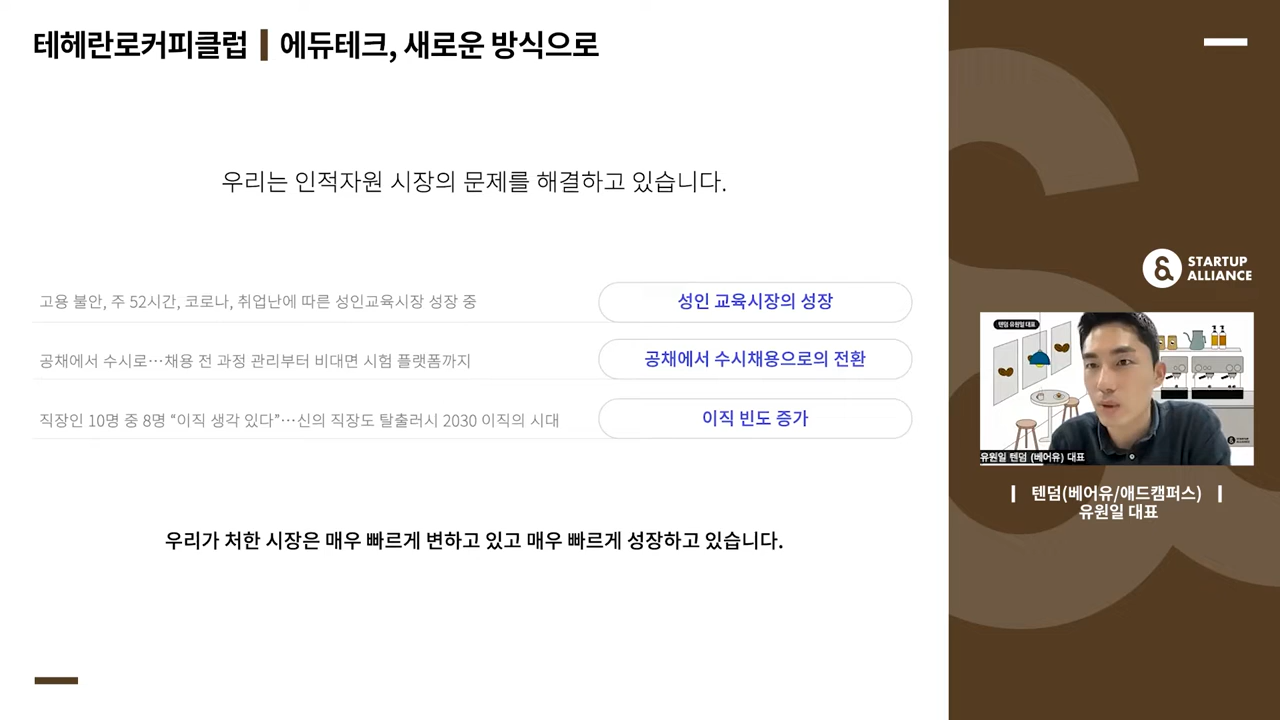 테헤란로커피클럽 | 에듀테크, 새로운 방식으로
우리는 인적자원 시장의 문제를 해결하고 있습니다.
고용 불안, 주 52시간, 코로나, 취업난에 따른 성인교육시장 성장 중
성인 교육시장의 성장
공채에서 수시로…채용 전 과정 관리부터 비대면 시험 플랫폼까지
공채에서 수시채용으로의 전환
직장인 10명 중 8명 “이직 생각 있다”…신의 직장도 탈출러시 2030 이직의 시대
이직 빈도 증가
우리가 처한 시장은 매우 빠르게 변하고 있고 매우 빠르게 성장하고 있습니다.
STARTUP
ALLIANCE
텐덤 유원일 대표
유원일 텐덤 (베어유) 대표
| 텐덤(베어유/애드캠퍼스) |
유원일 대표